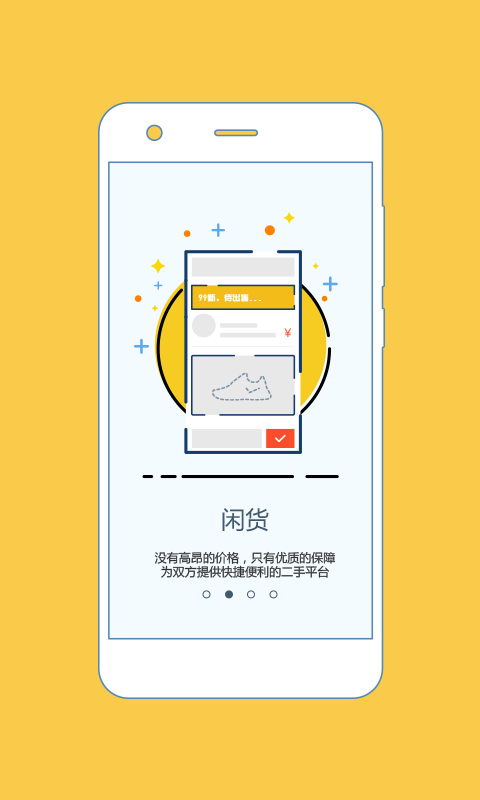 99新，待出端...
¥
闲货
没有高昂的价格，只有优质的保障
为双方提供快捷便利的二手平台